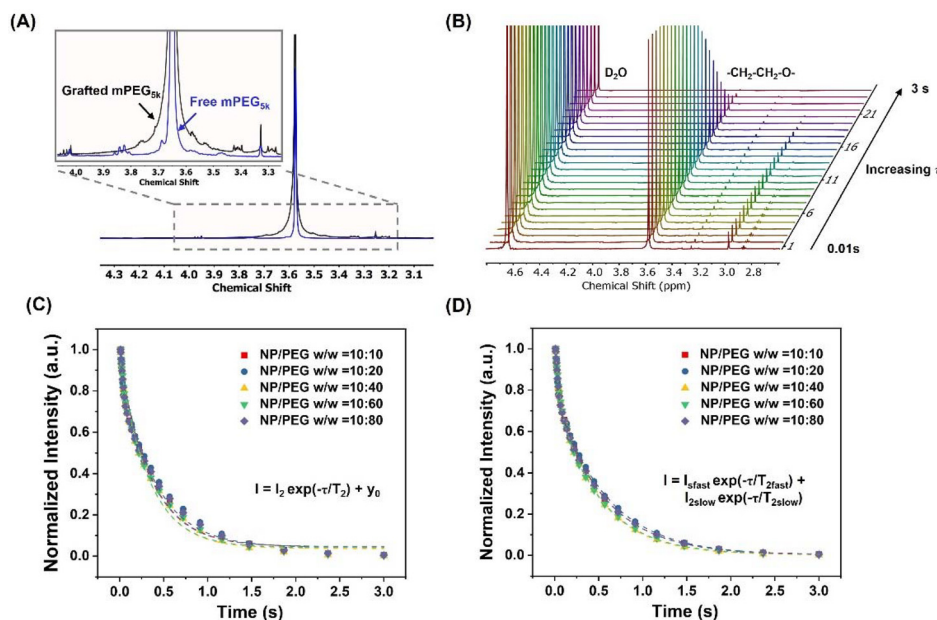 (A)
Grafted mPEG5k
Free mPEG5k
4.0 3.9 3.8 3.7 3.6 3.5 3.4 3.3
Chemical Shift
4.3 4.2 4.1 4.0 3.9 3.8 3.7 3.6 3.5 3.4 3.3 3.2 3.1
Chemical Shift
(B)
D2O
-CH2-CH2-O-
3 s
21
16
Increasing τ
11
6
1
0.01s
4.6 4.4 4.2 4.0 3.8 3.6 3.4 3.2 3.0 2.8
Chemical Shift (ppm)
(C)
Normalized Intensity (a.u.)
1.0
0.8
0.6
0.4
0.2
0.0
NP/PEG w/w =10:10
NP/PEG w/w =10:20
NP/PEG w/w =10:40
NP/PEG w/w =10:60
NP/PEG w/w =10:80
I = I2 exp(-τ/T2) + y0
0.0 0.5 1.0 1.5 2.0 2.5 3.0
Time (s)
(D)
Normalized Intensity (a.u.)
1.0
0.8
0.6
0.4
0.2
0.0
NP/PEG w/w =10:10
NP/PEG w/w =10:20
NP/PEG w/w =10:40
NP/PEG w/w =10:60
NP/PEG w/w =10:80
I = Isfast exp(-τ/T2fast) +
I2slow exp(-τ/T2slow)
0.0 0.5 1.0 1.5 2.0 2.5 3.0
Time (s)